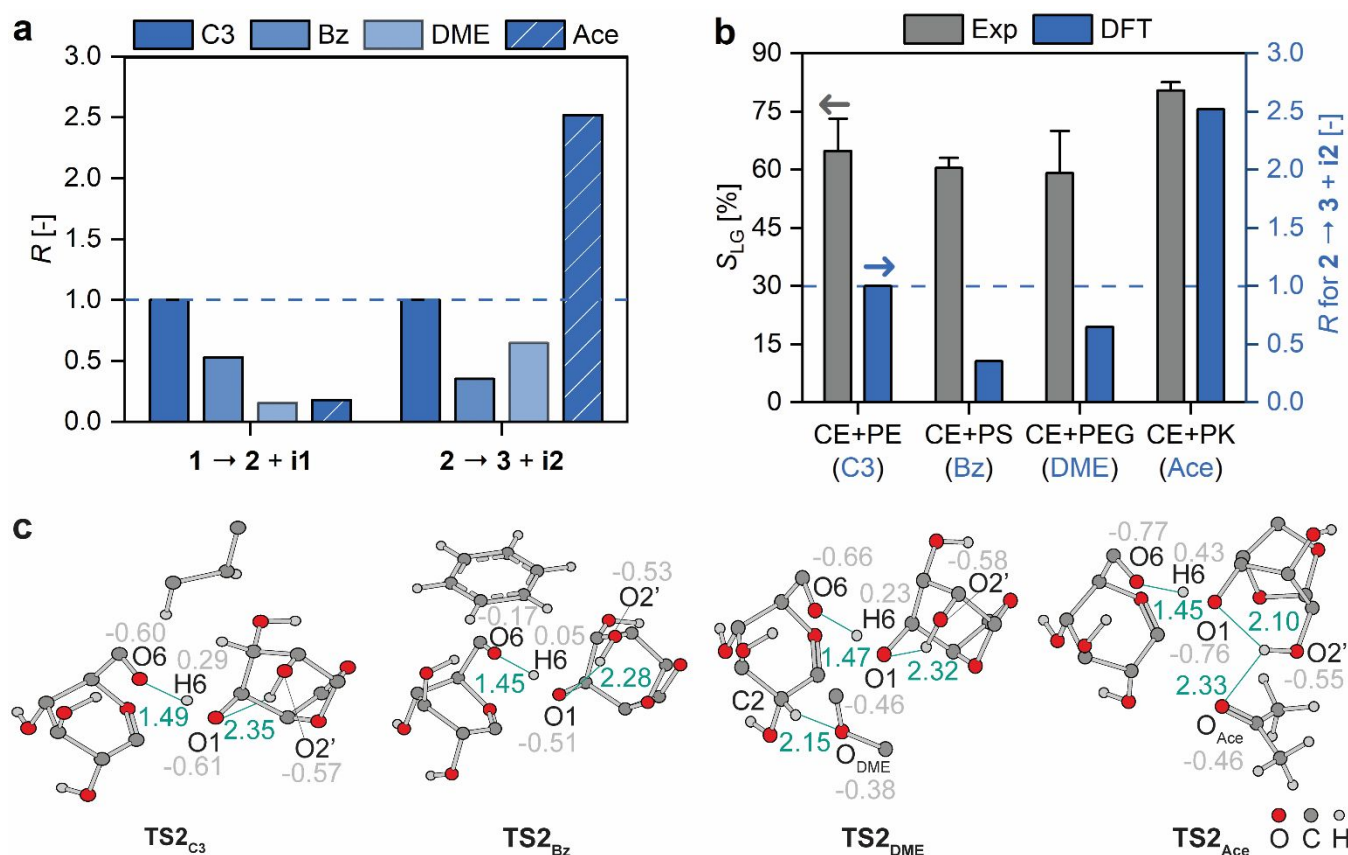 a
C3 Bz DME Ace
3.0
2.5
2.0
1.5
1.0
0.5
0.0
R [-]
1 → 2 + i1 2 → 3 + i2
b
Exp DFT
90
75
60
45
30
15
0
S_LG [%]
3.0
2.5
2.0
1.5
1.0
0.5
0.0
R for 2 → 3 + i2 [-]
CE+PE CE+PS CE+PEG CE+PK
(C3) (Bz) (DME) (Ace)
c
-0.60
O6
0.29
H6
1.49
O1
2.35
O2'
-0.61
-0.57
TS2_C3
-0.53
O2'
-0.17
O6
0.05
H6
1.45
2.28
O1
-0.51
TS2_Bz
-0.66
O6
-0.58
O2'
0.23
H6
1.47
O1
2.32
C2
-0.46
2.15
O_DME
-0.38
TS2_DME
-0.77
O6
0.43
H6
1.45
2.10
O1
-0.76
O2'
-0.55
2.33
O_Ace
-0.46
TS2_Ace
O C H